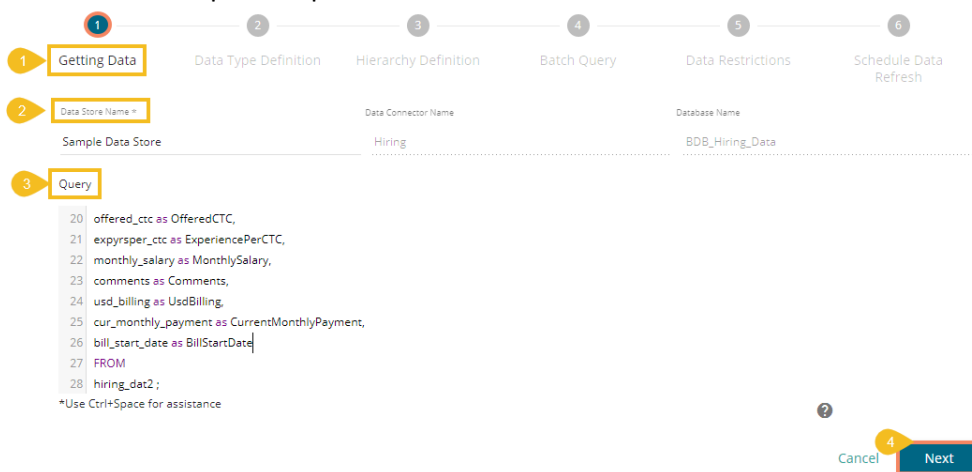 1 2 3 4 5 6
1 Getting Data Data Type Definition Hierarchy Definition Batch Query Data Restrictions Schedule Data
Refresh
2 Data Store Name * Data Connector Name Database Name
Sample Data Store Hiring BDB_Hiring_Data
3 Query
20 offered_ctc as OfferedCTC,
21 expyrsper_ctc as ExperiencePerCTC,
22 monthly_salary as MonthlySalary,
23 comments as Comments,
24 usd_billing as UsdBilling,
25 cur_monthly_payment as CurrentMonthlyPayment,
26 bill_start_date as BillStartDate
27 FROM
28 hiring_dat2 ;
*Use Ctrl+Space for assistance
?
4
Cancel Next